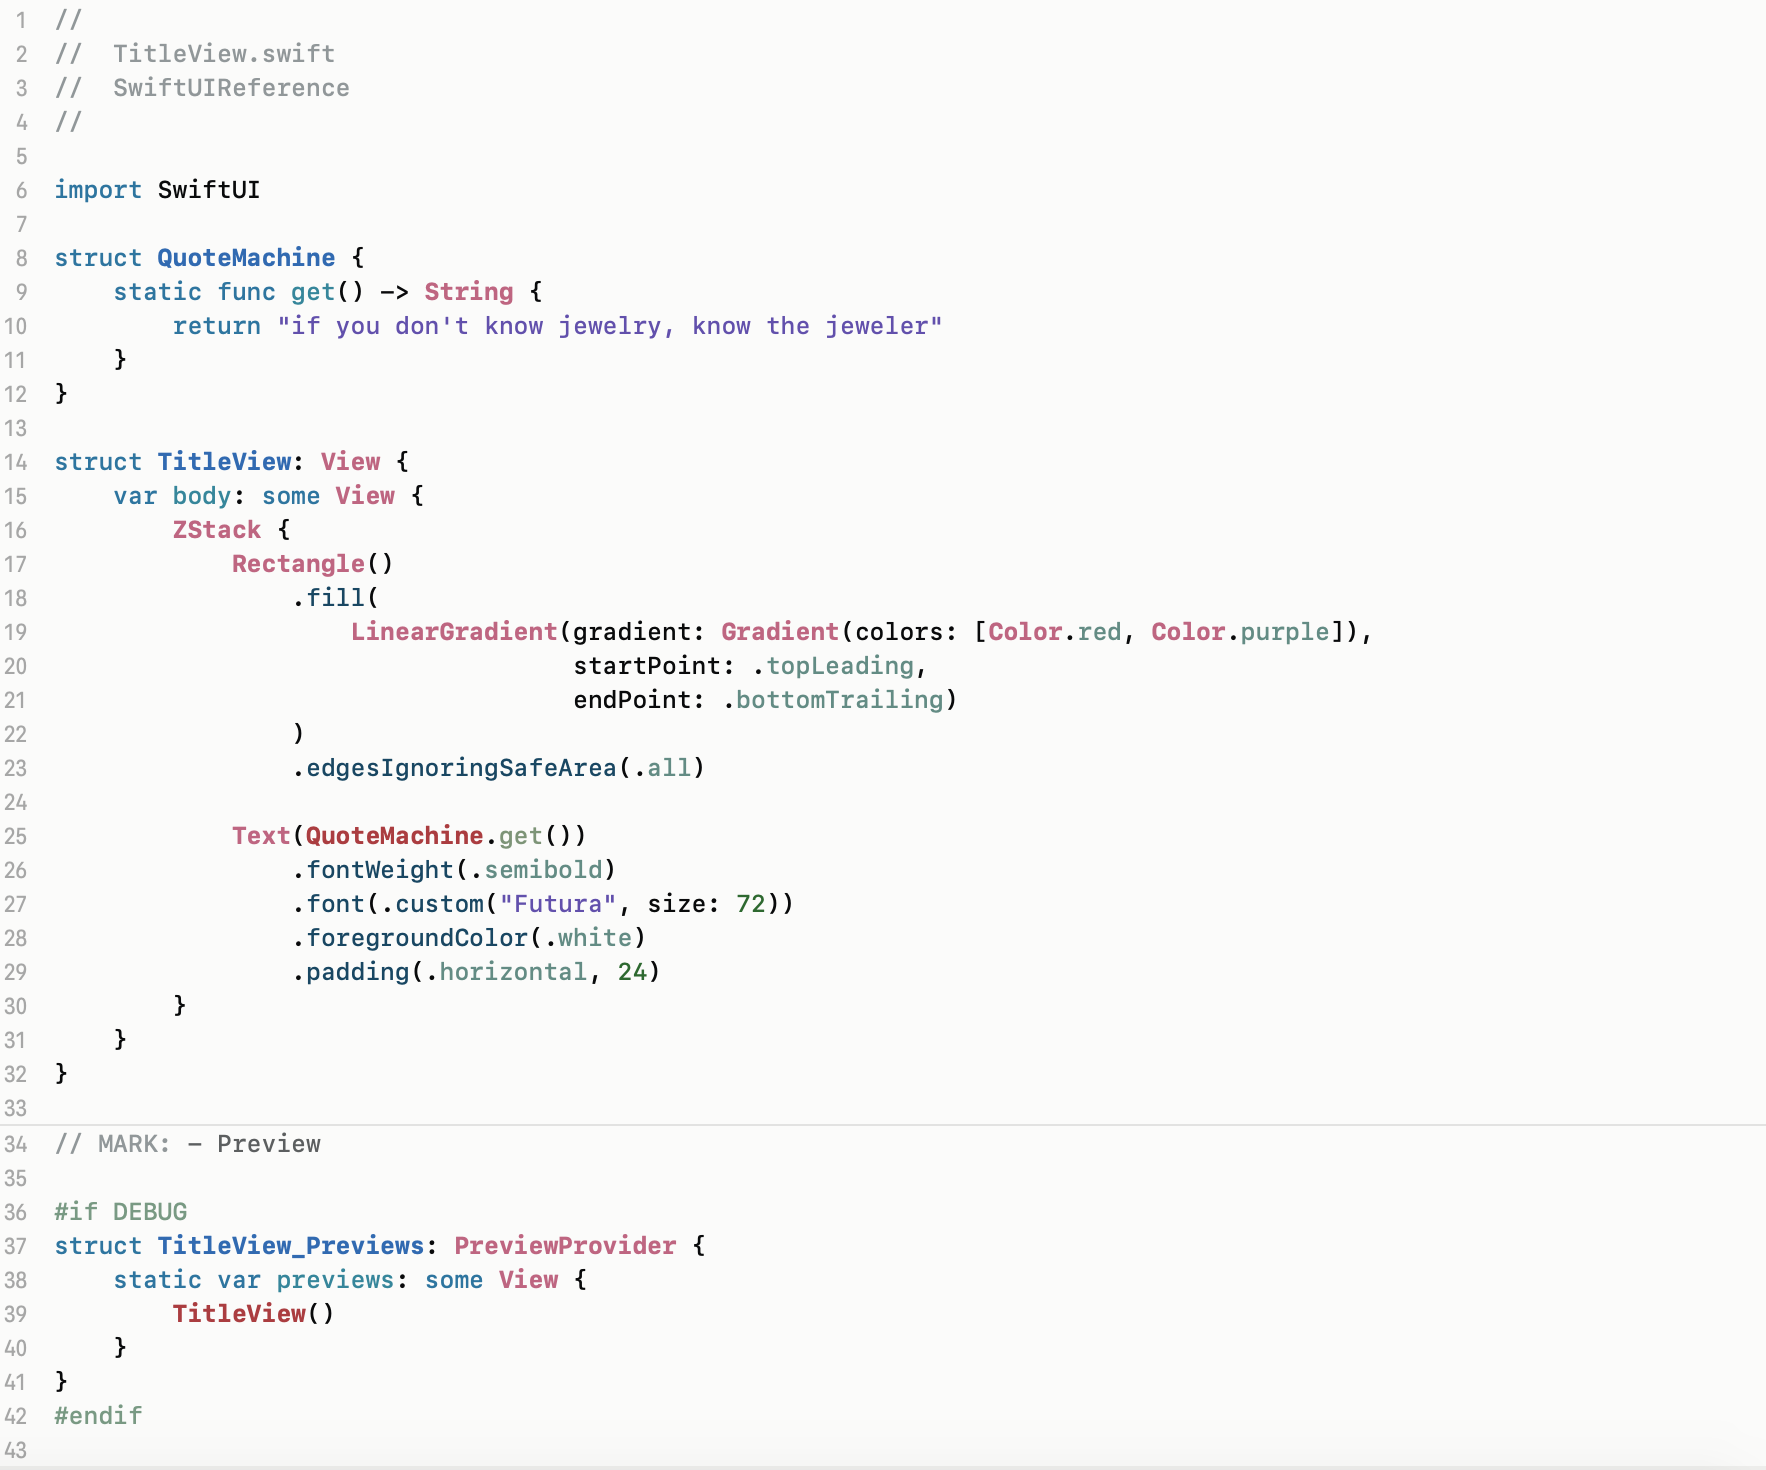 1 //
2 //  TitleView.swift
3 //  SwiftUIReference
4 //
5
6 import SwiftUI
7
8 struct QuoteMachine {
9     static func get() -> String {
10         return "if you don't know jewelry, know the jeweler"
11     }
12 }
13
14 struct TitleView: View {
15     var body: some View {
16         ZStack {
17             Rectangle()
18                 .fill(
19                     LinearGradient(gradient: Gradient(colors: [Color.red, Color.purple]),
20                                    startPoint: .topLeading,
21                                    endPoint: .bottomTrailing)
22                 )
23                 .edgesIgnoringSafeArea(.all)
24
25             Text(QuoteMachine.get())
26                 .fontWeight(.semibold)
27                 .font(.custom("Futura", size: 72))
28                 .foregroundColor(.white)
29                 .padding(.horizontal, 24)
30         }
31     }
32 }
33
34 // MARK: - Preview
35
36 #if DEBUG
37 struct TitleView_Previews: PreviewProvider {
38     static var previews: some View {
39         TitleView()
40     }
41 }
42 #endif
43